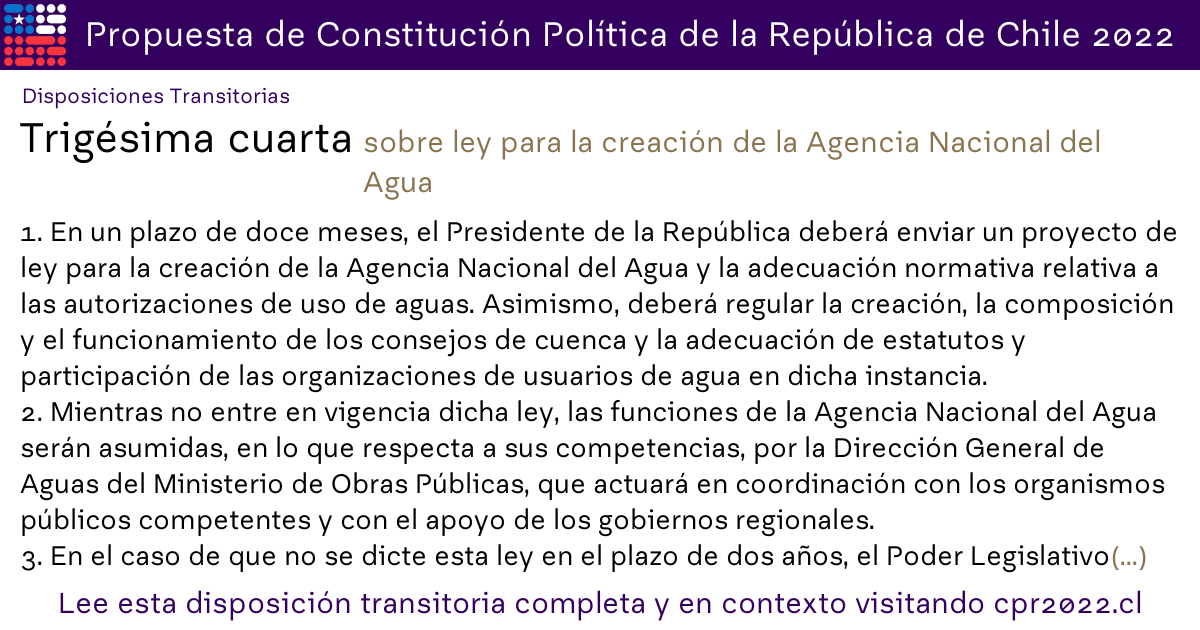 Propuesta de Constitución Política de la República de Chile 2022
Disposiciones Transitorias
Trigésima cuarta sobre ley para la creación de la Agencia Nacional del
Agua
1. En un plazo de doce meses, el Presidente de la República deberá enviar un proyecto de
ley para la creación de la Agencia Nacional del Agua y la adecuación normativa relativa a
las autorizaciones de uso de aguas. Asimismo, deberá regular la creación, la composición
y el funcionamiento de los consejos de cuenca y la adecuación de estatutos y
participación de las organizaciones de usuarios de agua en dicha instancia.
2. Mientras no entre en vigencia dicha ley, las funciones de la Agencia Nacional del Agua
serán asumidas, en lo que respecta a sus competencias, por la Dirección General de
Aguas del Ministerio de Obras Públicas, que actuará en coordinación con los organismos
públicos competentes y con el apoyo de los gobiernos regionales.
3. En el caso de que no se dicte esta ley en el plazo de dos años, el Poder Legislativo(...)
Lee esta disposición transitoria completa y en contexto visitando cpr2022.cl